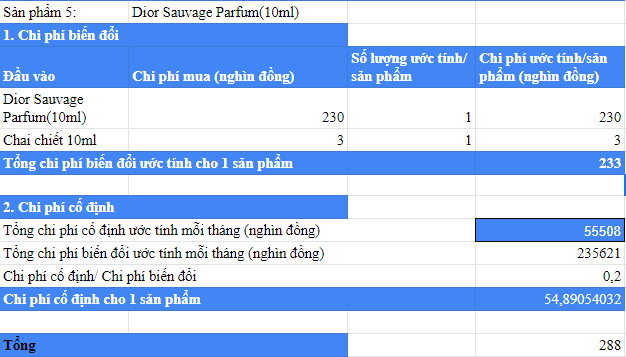 Sản phẩm 5: Dior Sauvage Parfum(10ml)
1. Chi phí biến đổi
Đầu vào Chi phí mua (nghìn đồng) Số lượng ước tính/ Chi phí ước tính/sản
sản phẩm phẩm (nghìn đồng)
Dior Sauvage
Parfum(10ml) 230 1 230
Chai chiết 10ml 3 1 3
Tổng chi phí biến đổi ước tính cho 1 sản phẩm 233
2. Chi phí cố định
Tổng chi phí cố định ước tính mỗi tháng (nghìn đồng) 55508
Tổng chi phí biến đổi ước tính mỗi tháng (nghìn đồng) 235621
Chi phí cố định/ Chi phí biến đổi 0,2
Chi phí cố định cho 1 sản phẩm 54,89054032
Tổng 288